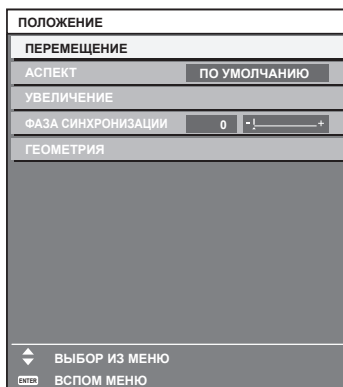 ПОЛОЖЕНИЕ
ПЕРЕМЕЩЕНИЕ
АСПЕКТ ПО УМОЛЧАНИЮ
УВЕЛИЧЕНИЕ
ФАЗА СИНХРОНИЗАЦИИ 0 - +
ГЕОМЕТРИЯ
ВЫБОР ИЗ МЕНЮ
ENTER ВСПОМ МЕНЮ